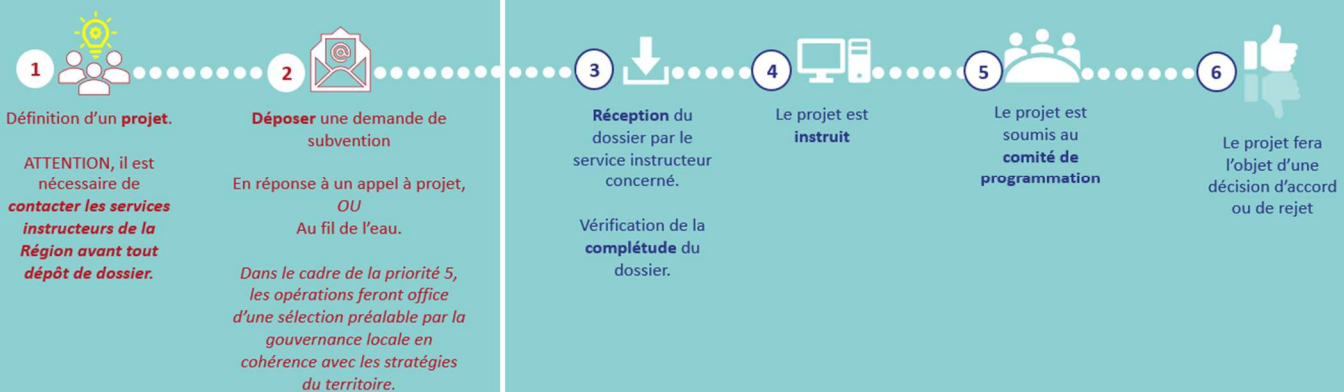 1
Définition d'un projet.
ATTENTION, il est
nécessaire de
contacter les services
instructeurs de la
Région avant tout
dépôt de dossier.
2
@
Déposer une demande de
subvention
En réponse à un appel à projet,
OU
Au fil de l'eau.
Dans le cadre de la priorité 5,
les opérations feront office
d'une sélection préalable par la
gouvernance locale en
cohérence avec les stratégies
du territoire.
3
Réception du
dossier par le
service instructeur
concerné.
Vérification de la
complétude du
dossier.
4
Le projet est
instruit
5
Le projet est
soumis au
comité de
programmation
6
Le projet fera
l'objet d'une
décision d'accord
ou de rejet